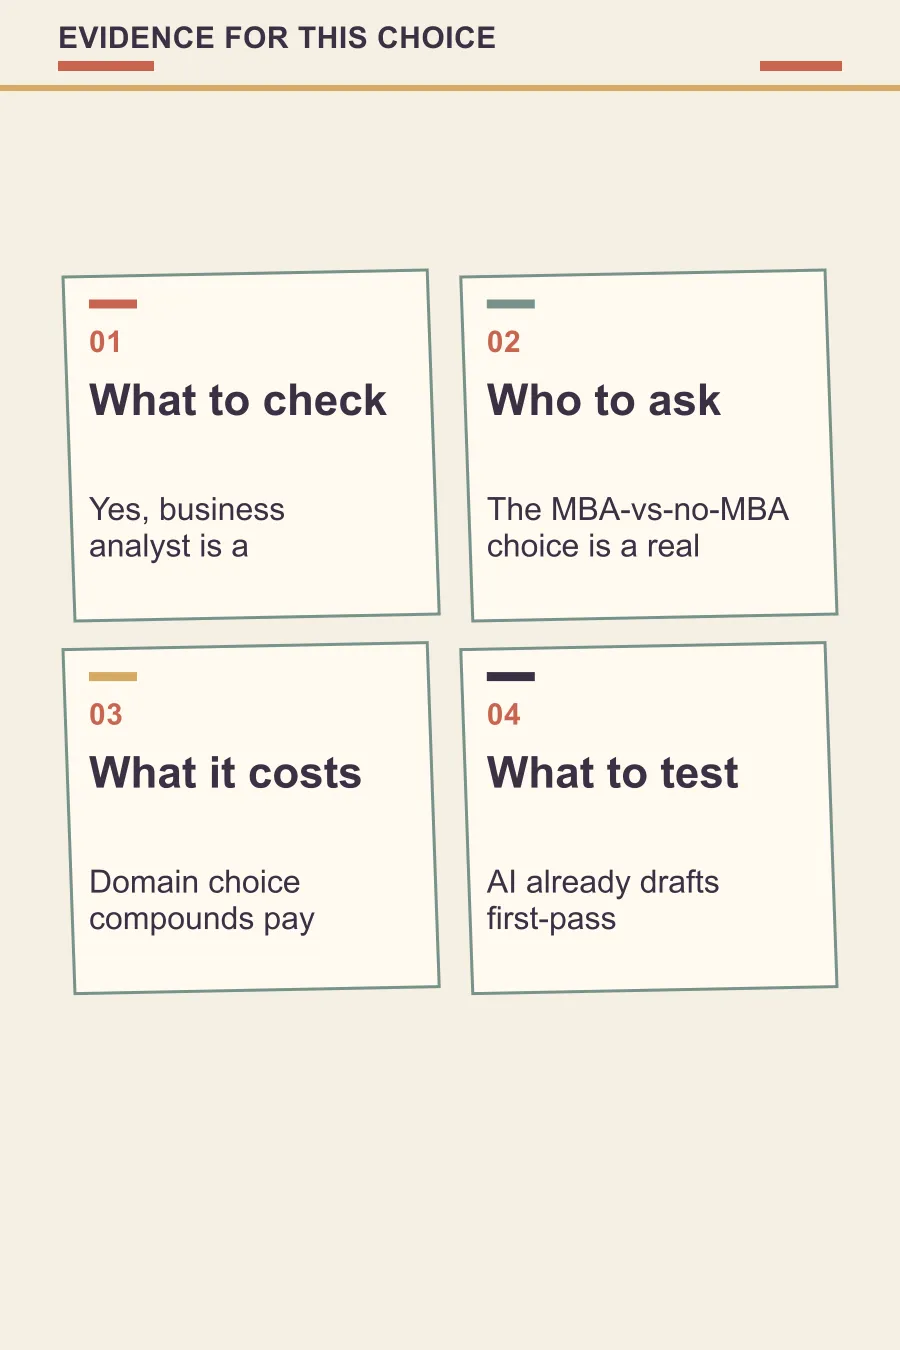 EVIDENCE FOR THIS CHOICE
01
What to check
Yes, business
analyst is a
02
Who to ask
The MBA-vs-no-MBA
choice is a real
03
What it costs
Domain choice
compounds pay
04
What to test
AI already drafts
first-pass